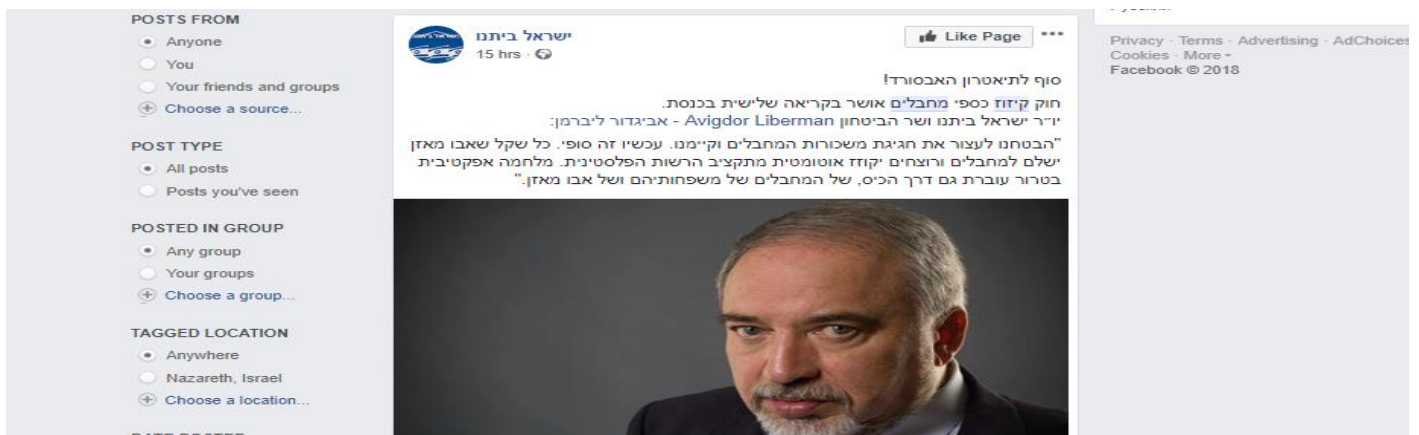 POSTS FROM
Anyone
You
Your friends and groups
Choose a source...
POST TYPE
All posts
Posts you've seen
POSTED IN GROUP
Any group
Your groups
Choose a group...
TAGGED LOCATION
Anywhere
Nazareth, Israel
Choose a location...
ישראל ביתנו
15 hrs ·
Like Page
סוף לתיאטרון האבסורד!
חוק קיזוז כספי מחבלים אושר בקריאה שלישית בכנסת.
יו״ר ישראל ביתנו ושר הביטחון Avigdor Liberman - אביגדור ליברמן:
"הבטחנו לעצור את חגיגת משכורות המחבלים וקיימנו. עכשיו זה סופי. כל שקל שאבו מאזן
ישלם למחבלים ורוצחים יקוזז אוטומטית מתקציב הרשות הפלסטינית. מלחמה אפקטיבית
בטרור עוברת גם דרך הכיס, של המחבלים של משפחותיהם ושל אבו מאזן."
Privacy · Terms · Advertising · AdChoices
Cookies · More
Facebook © 2018